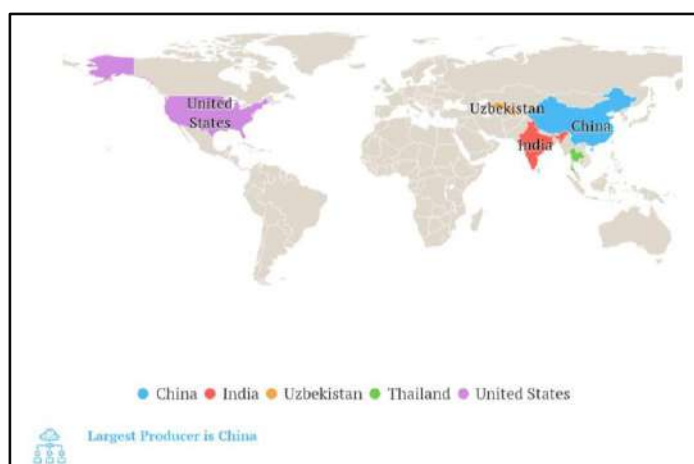 United
States
Uzbekistan
China
India
China India Uzbekistan Thailand United States
Largest Producer is China